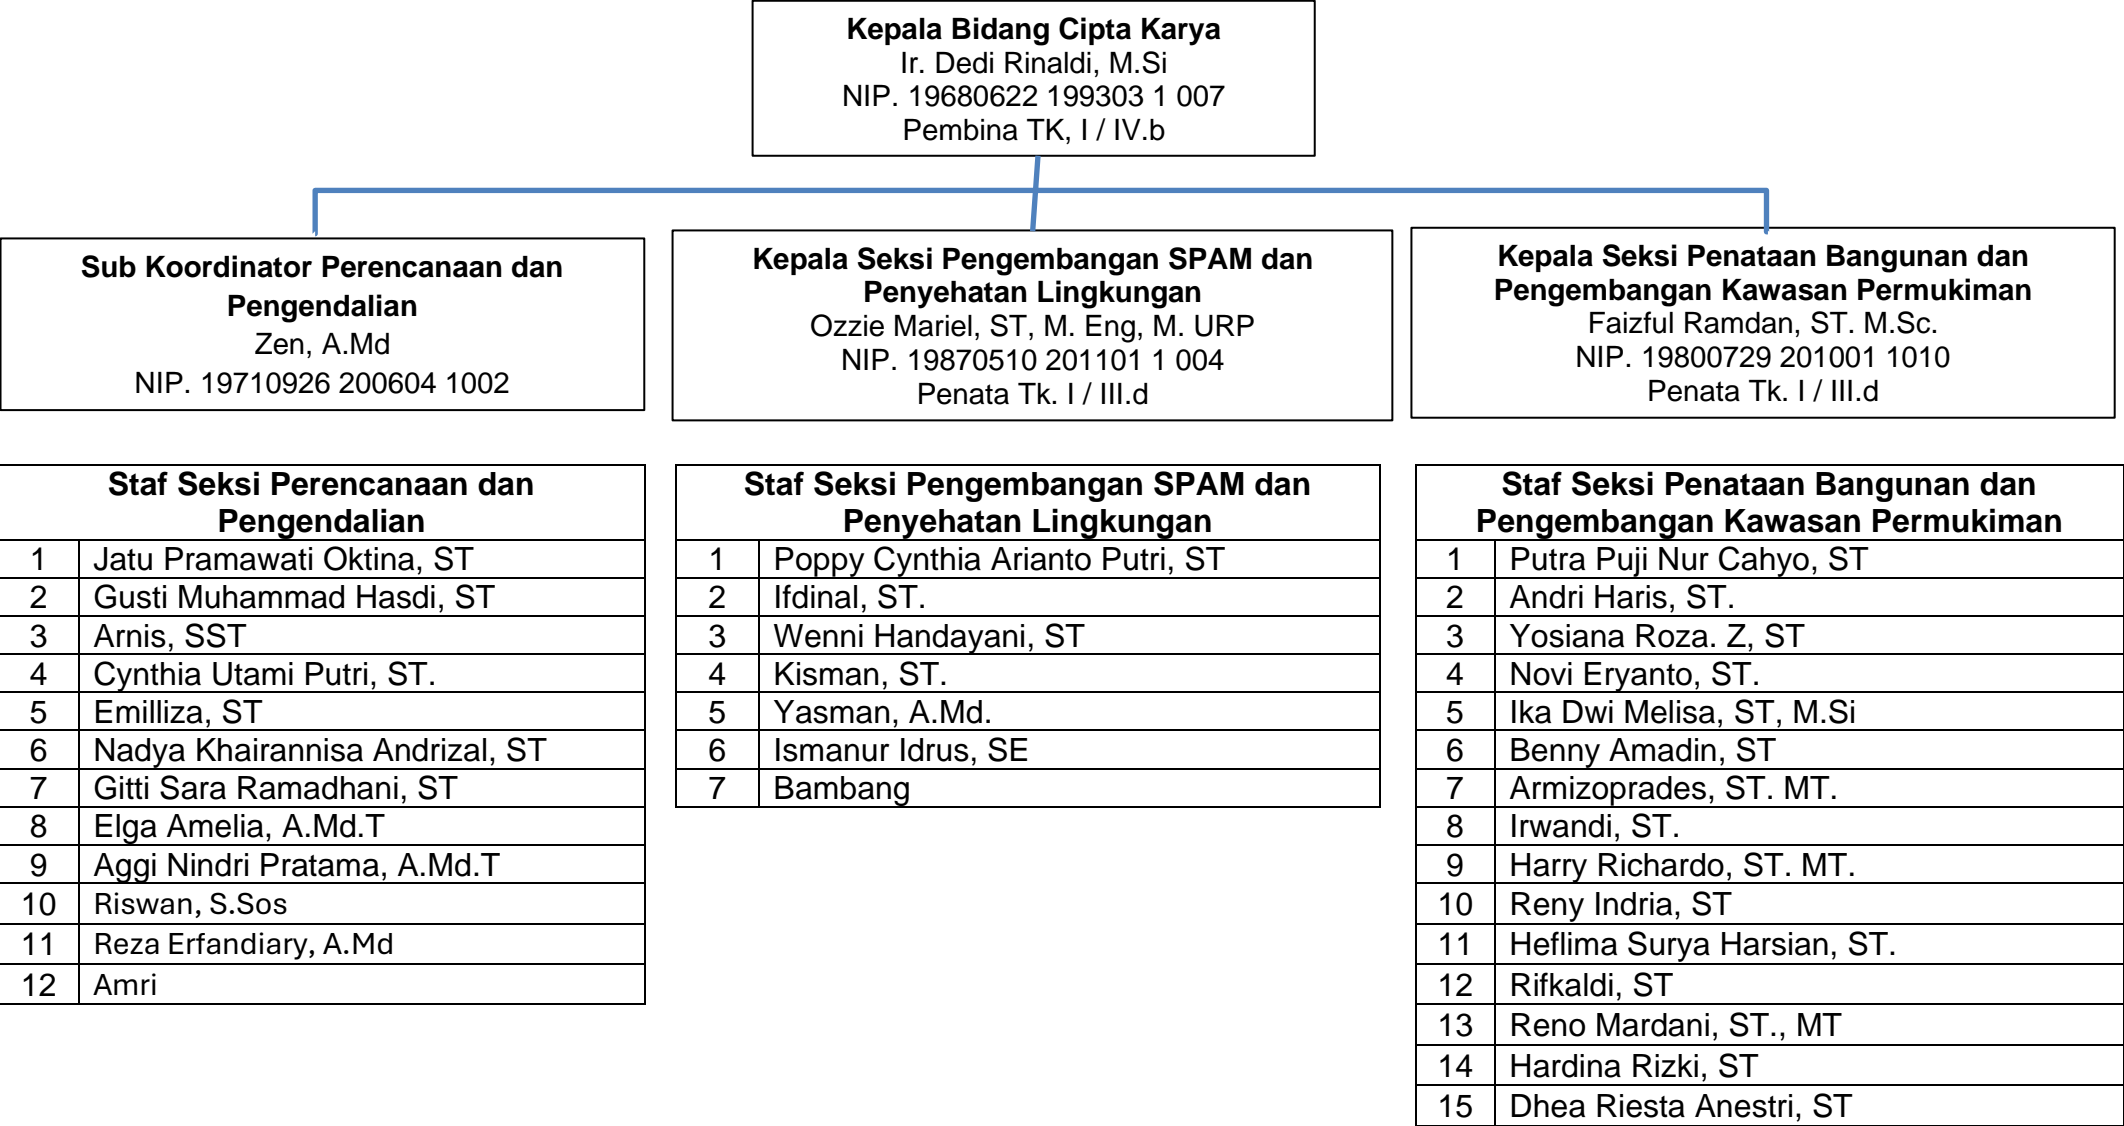 Kepala Bidang Cipta Karya
Ir. Dedi Rinaldi, M.Si
NIP. 19680622 199303 1 007
Pembina TK, I / IV.b
Sub Koordinator Perencanaan dan
Pengendalian
Zen, A.Md
NIP. 19710926 200604 1002
Kepala Seksi Pengembangan SPAM dan
Penyehatan Lingkungan
Ozzie Mariel, ST, M. Eng, M. URP
NIP. 19870510 201101 1 004
Penata Tk. I / III.d
Kepala Seksi Penataan Bangunan dan
Pengembangan Kawasan Permukiman
Faizful Ramdan, ST. M.Sc.
NIP. 19800729 201001 1010
Penata Tk. I / III.d
Staf Seksi Perencanaan dan
Pengendalian
1 Jatu Pramawati Oktina, ST
2 Gusti Muhammad Hasdi, ST
3 Arnis, SST
4 Cynthia Utami Putri, ST.
5 Emilliza, ST
6 Nadya Khairannisa Andrizal, ST
7 Gitti Sara Ramadhani, ST
8 Elga Amelia, A.Md.T
9 Aggi Nindri Pratama, A.Md.T
10 Riswan, S.Sos
11 Reza Erfandiary, A.Md
12 Amri
Staf Seksi Pengembangan SPAM dan
Penyehatan Lingkungan
1 Poppy Cynthia Arianto Putri, ST
2 Ifdinal, ST.
3 Wenni Handayani, ST
4 Kisman, ST.
5 Yasman, A.Md.
6 Ismanur Idrus, SE
7 Bambang
Staf Seksi Penataan Bangunan dan
Pengembangan Kawasan Permukiman
1 Putra Puji Nur Cahyo, ST
2 Andri Haris, ST.
3 Yosiana Roza. Z, ST
4 Novi Eryanto, ST.
5 Ika Dwi Melisa, ST, M.Si
6 Benny Amadin, ST
7 Armizoprades, ST. MT.
8 Irwandi, ST.
9 Harry Richardo, ST. MT.
10 Reny Indria, ST
11 Heflima Surya Harsian, ST.
12 Rifkaldi, ST
13 Reno Mardani, ST., MT
14 Hardina Rizki, ST
15 Dhea Riesta Anestri, ST